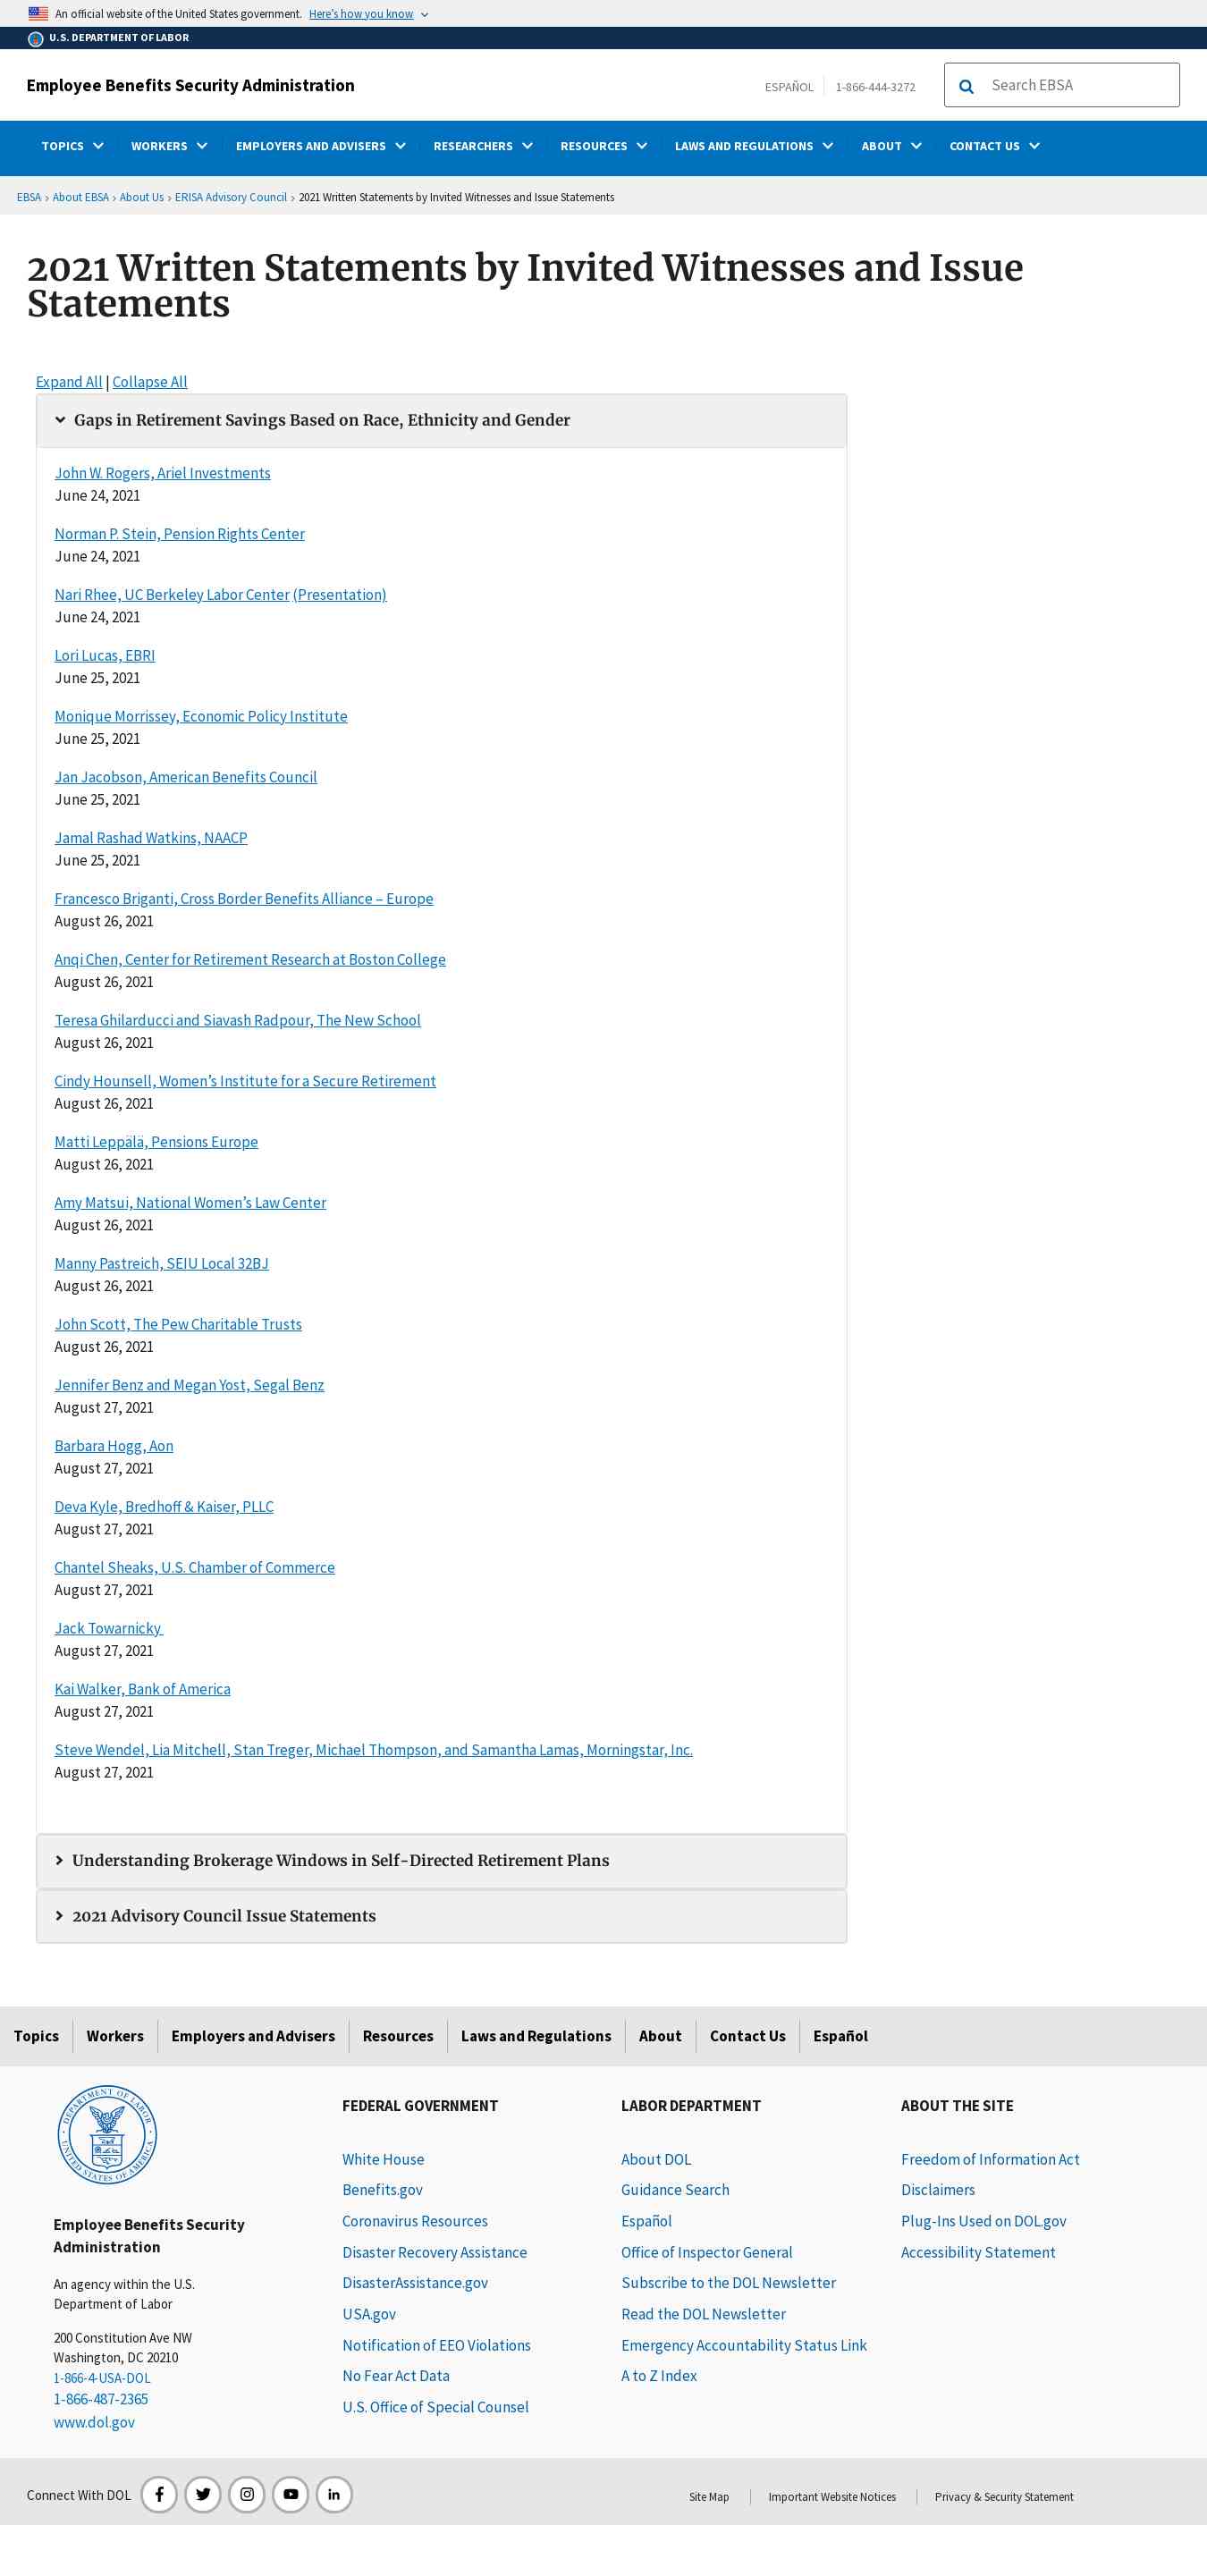 An official website of the United States government. Here's how you know
U.S. DEPARTMENT OF LABOR
Employee Benefits Security Administration
ESPAÑOL 1-866-444-3272 Search EBSA
TOPICS WORKERS EMPLOYERS AND ADVISERS RESEARCHERS RESOURCES LAWS AND REGULATIONS ABOUT CONTACT US
EBSA › About EBSA › About Us › ERISA Advisory Council › 2021 Written Statements by Invited Witnesses and Issue Statements
2021 Written Statements by Invited Witnesses and Issue
Statements
Expand All | Collapse All
Gaps in Retirement Savings Based on Race, Ethnicity and Gender
John W. Rogers, Ariel Investments
June 24, 2021
Norman P. Stein, Pension Rights Center
June 24, 2021
Nari Rhee, UC Berkeley Labor Center (Presentation)
June 24, 2021
Lori Lucas, EBRI
June 25, 2021
Monique Morrissey, Economic Policy Institute
June 25, 2021
Jan Jacobson, American Benefits Council
June 25, 2021
Jamal Rashad Watkins, NAACP
June 25, 2021
Francesco Briganti, Cross Border Benefits Alliance – Europe
August 26, 2021
Anqi Chen, Center for Retirement Research at Boston College
August 26, 2021
Teresa Ghilarducci and Siavash Radpour, The New School
August 26, 2021
Cindy Hounsell, Women’s Institute for a Secure Retirement
August 26, 2021
Matti Leppälä, Pensions Europe
August 26, 2021
Amy Matsui, National Women’s Law Center
August 26, 2021
Manny Pastreich, SEIU Local 32BJ
August 26, 2021
John Scott, The Pew Charitable Trusts
August 26, 2021
Jennifer Benz and Megan Yost, Segal Benz
August 27, 2021
Barbara Hogg, Aon
August 27, 2021
Deva Kyle, Bredhoff & Kaiser, PLLC
August 27, 2021
Chantel Sheaks, U.S. Chamber of Commerce
August 27, 2021
Jack Towarnicky
August 27, 2021
Kai Walker, Bank of America
August 27, 2021
Steve Wendel, Lia Mitchell, Stan Treger, Michael Thompson, and Samantha Lamas, Morningstar, Inc.
August 27, 2021
Understanding Brokerage Windows in Self-Directed Retirement Plans
2021 Advisory Council Issue Statements
Topics Workers Employers and Advisers Resources Laws and Regulations About Contact Us Español
DEPARTMENT OF LABOR
UNITED STATES OF AMERICA
Employee Benefits Security
Administration
An agency within the U.S.
Department of Labor
200 Constitution Ave NW
Washington, DC 20210
1-866-4-USA-DOL
1-866-487-2365
www.dol.gov
FEDERAL GOVERNMENT
White House
Benefits.gov
Coronavirus Resources
Disaster Recovery Assistance
DisasterAssistance.gov
USA.gov
Notification of EEO Violations
No Fear Act Data
U.S. Office of Special Counsel
LABOR DEPARTMENT
About DOL
Guidance Search
Español
Office of Inspector General
Subscribe to the DOL Newsletter
Read the DOL Newsletter
Emergency Accountability Status Link
A to Z Index
ABOUT THE SITE
Freedom of Information Act
Disclaimers
Plug-Ins Used on DOL.gov
Accessibility Statement
Connect With DOL
Site Map Important Website Notices Privacy & Security Statement